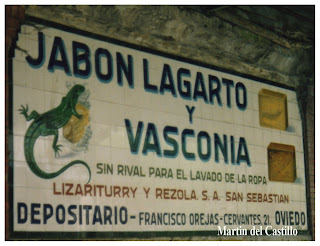 JABON LAGARTO
Y
VASCONIA
SIN RIVAL PARA EL LAVADO DE LA ROPA
LIZARITURRY Y REZOLA. S. A. SAN SEBASTIAN
DEPOSITARIO-FRANCISCO OREJAS-CERVANTES. 21. OVIEDO
Martin del Castillo